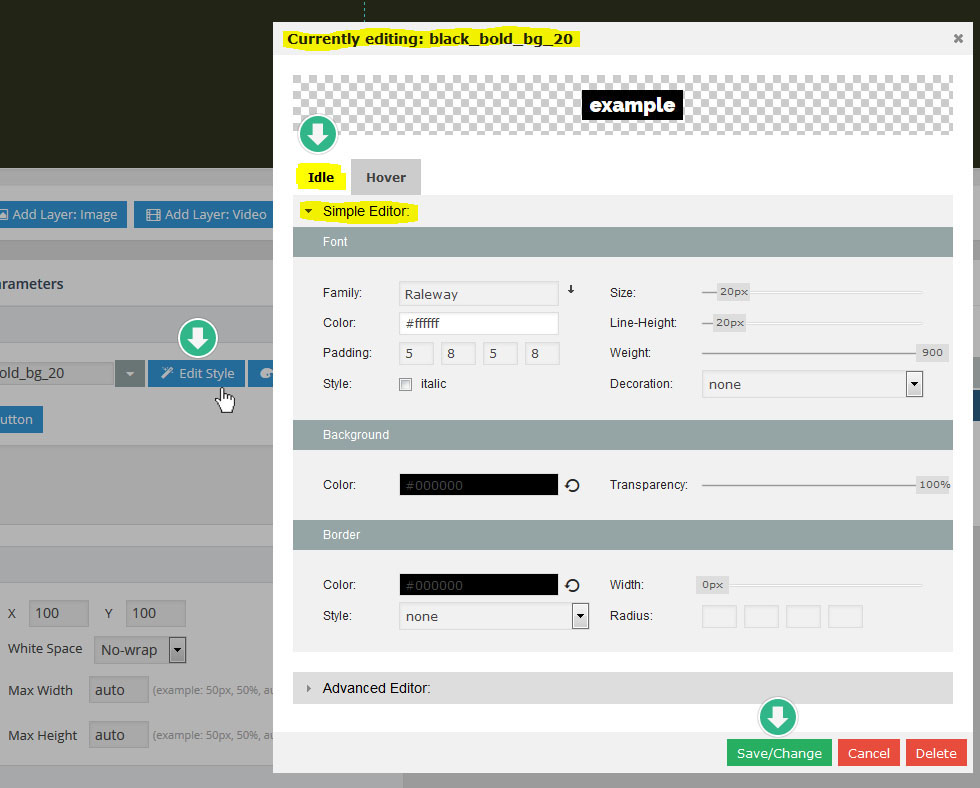 Currently editing: black_bold_bg_20
example
Idle Hover
Simple Editor:
Font
Family: Raleway Size: 20px
Color: #ffffff Line-Height: 20px
Padding: 5 8 5 8 Weight: 900
Style: italic Decoration: none
Background
Color: #000000 Transparency: 100%
Border
Color: #000000 Width: 0px
Style: none Radius:
Advanced Editor:
Save/Change Cancel Delete
Add Layer: Image Add Layer: Video
rameters
old_bg_20 Edit Style
utton
X 100 Y 100
White Space No-wrap
Max Width auto (example: 50px, 50%, au
Max Height auto (example: 50px, 50%, au